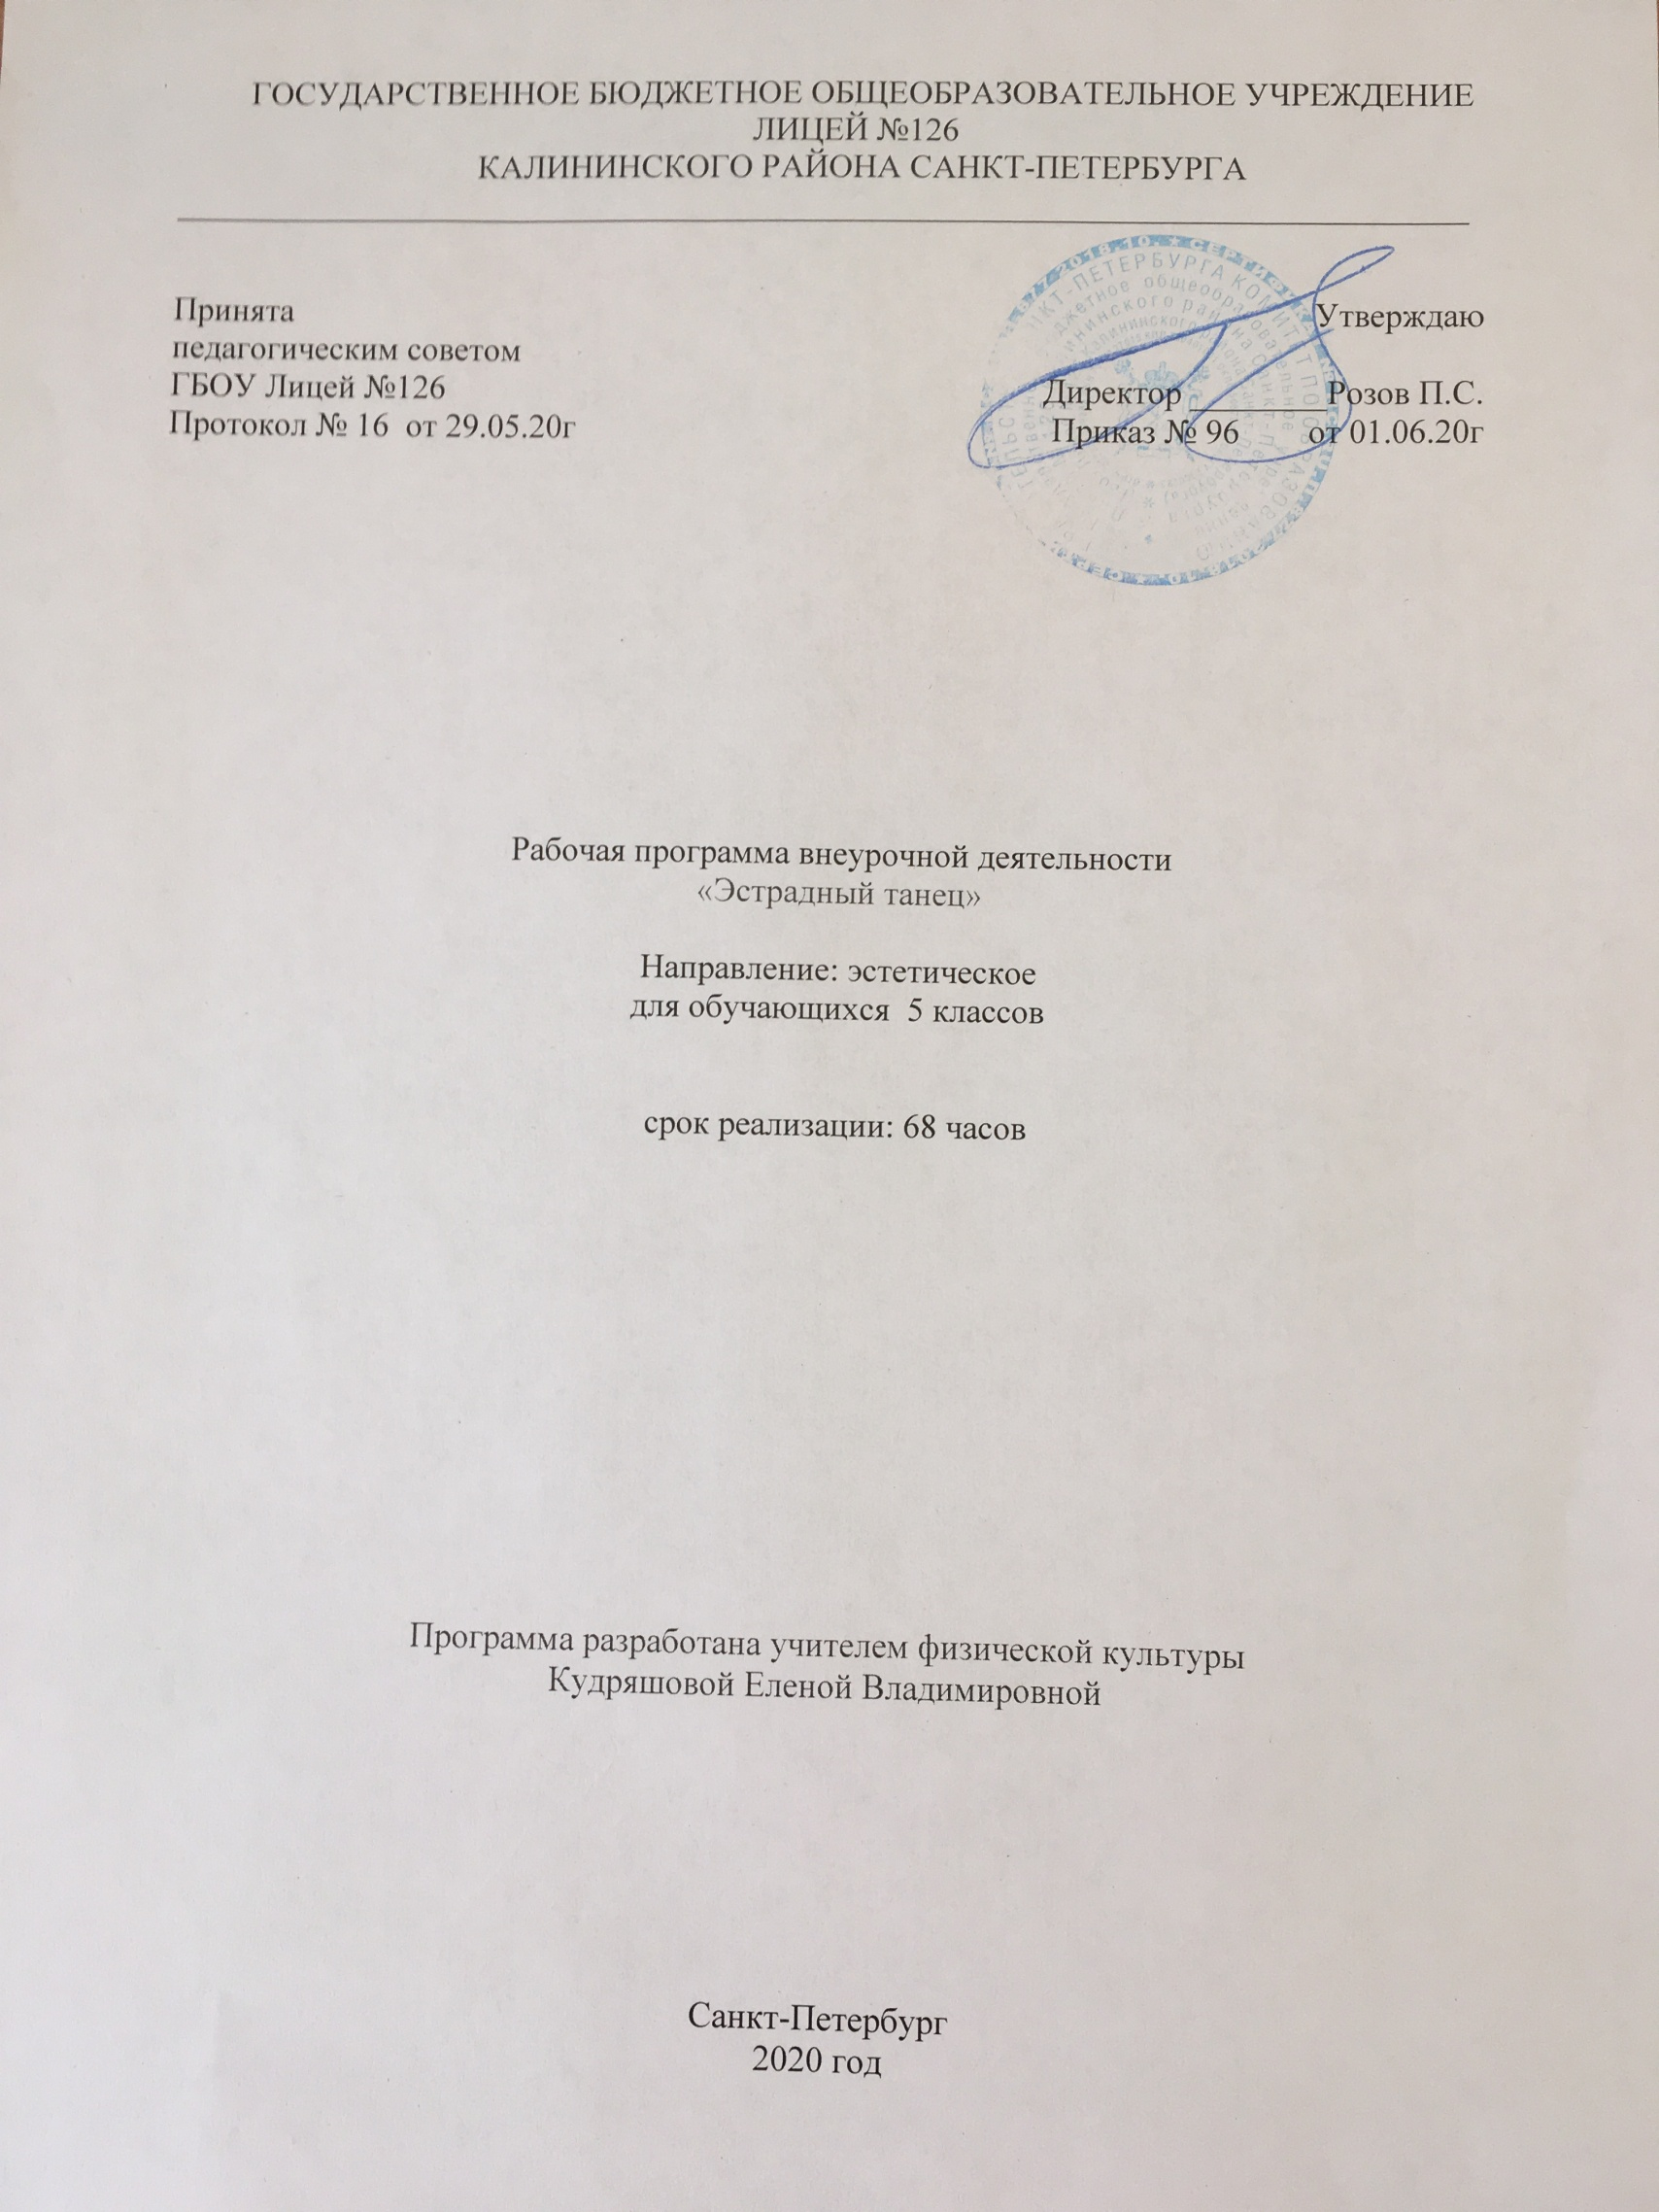 ГОСУДАРСТВЕННОЕ БЮДЖЕТНОЕ ОБЩЕОБРАЗОВАТЕЛЬНОЕ УЧРЕЖДЕНИЕ
ЛИЦЕЙ №126
КАЛИНИНСКОГО РАЙОНА САНКТ-ПЕТЕРБУРГА
Принята
педагогическим советом
ГБОУ Лицей №126
Протокол № 16 от 29.05.20г
Утверждаю
Директор ________Розов П.С.
Приказ № 96 от 01.06.20г
Рабочая программа внеурочной деятельности
«Эстрадный танец»
Направление: эстетическое
для обучающихся 5 классов
срок реализации: 68 часов
Программа разработана учителем физической культуры
Кудряшовой Еленой Владимировной
Санкт-Петербург
2020 год